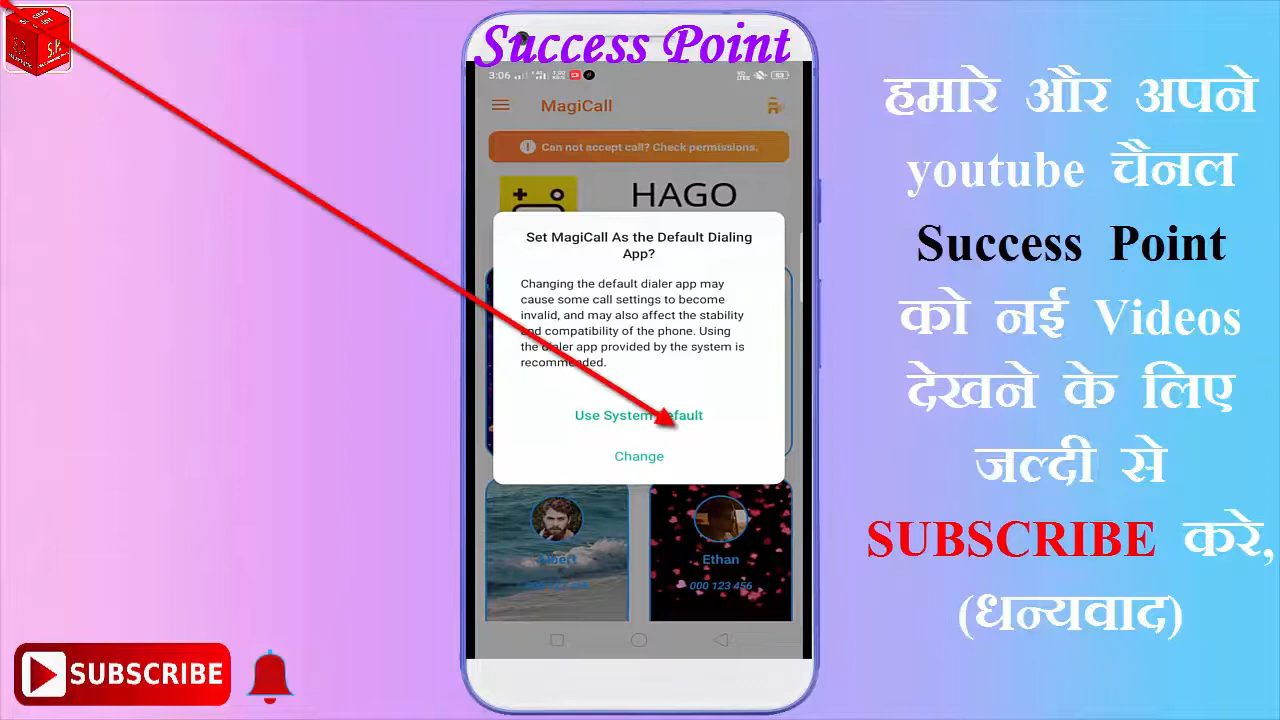 Success Point
3:06
MagiCall
Can not accept call? Check permissions.
HAGO
Set MagiCall As the Default Dialing
App?
Changing the default dialer app may
cause some call settings to become
invalid, and may also affect the stability
and compatibility of the phone. Using
the dialer app provided by the system is
recommended.
Use System Default
Change
Albert
Ethan
000 123 456
हमारे और अपने
youtube चैनल
Success Point
को नई Videos
देखने के लिए
जल्दी से
SUBSCRIBE करे,
(धन्यवाद)
SUBSCRIBE